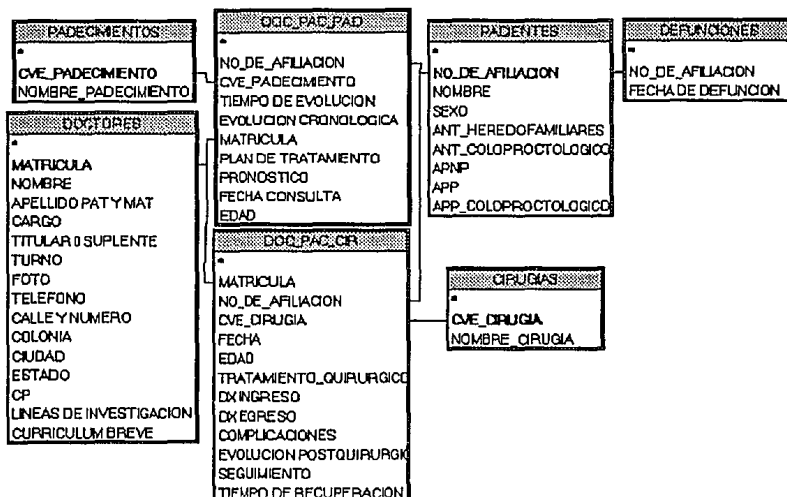 PADECIMIENTOS
*
CVE_PADECIMIENTO
NOMBRE_PADECIMIENTO
DOCTORES
*
MATRICULA
NOMBRE
APELLIDO PAT Y MAT
CARGO
TITULAR 0 SUPLENTE
TURNO
FOTO
TELEFONO
CALLE Y NUMERO
COLONIA
CIUDAD
ESTADO
CP
LINEAS DE INVESTIGACION
CURRICULUM BREVE
DOC_PAC_PAD
*
NO_DE_AFILIACION
CVE_PADECIMIENTO
TIEMPO DE EVOLUCION
EVOLUCION CRONOLOGICA
MATRICULA
PLAN DE TRATAMIENTO
PRONOSTICO
FECHA CONSULTA
EDAD
DOC_PAC_CIR
*
MATRICULA
NO_DE_AFILIACION
CVE_CIRUGIA
FECHA
EDAD
TRATAMIENTO_QUIRURGICO
DX INGRESO
DX EGRESO
COMPLICACIONES
EVOLUCION POSTQUIRURGIC
SEGUIMIENTO
TIEMPO DE RECUPERACION
PACIENTES
*
NO_DE_AFILIACION
NOMBRE
SEXO
ANT_HEREDOFAMILIARES
ANT_COLOPROCTOLOGICO
APNP
APP
APP_COLOPROCTOLOGICO
DEFUNCIONES
*
NO_DE_AFILIACION
FECHA DE DEFUNCION
CIRUGIAS
*
CVE_CIRUGIA
NOMBRE_CIRUGIA